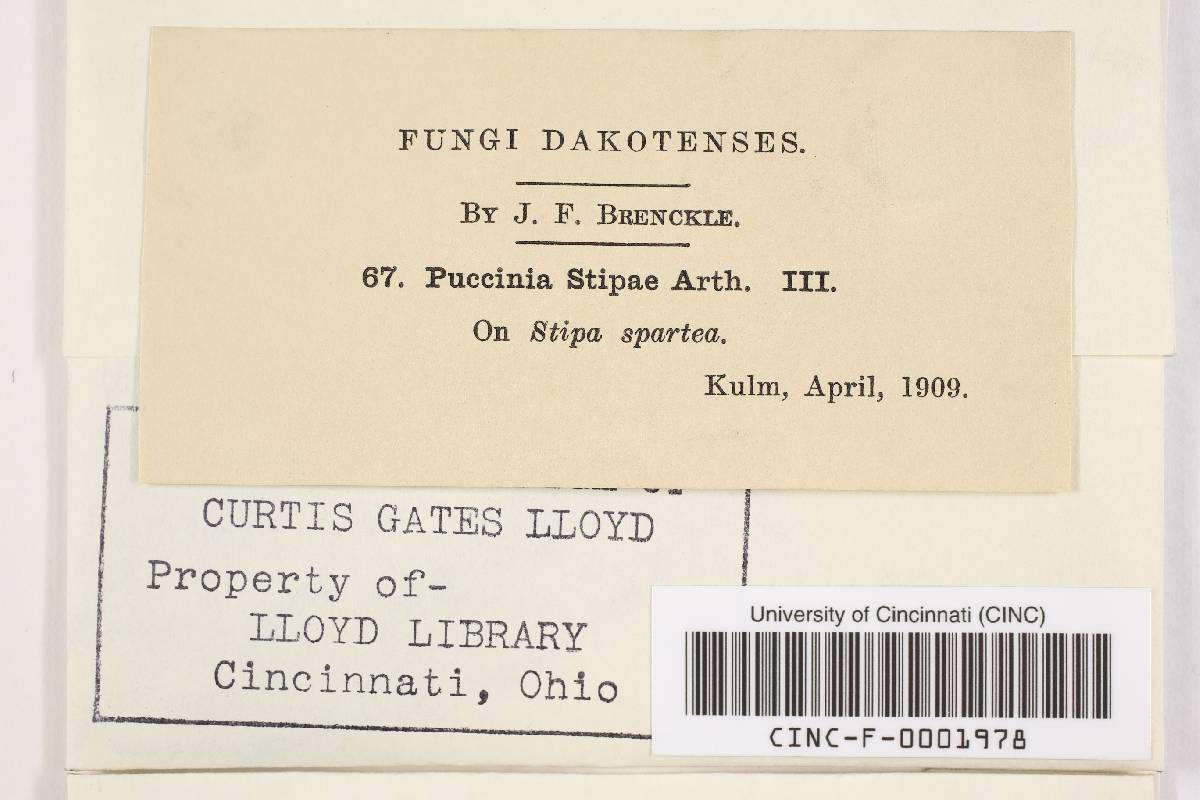 FUNGI DAKOTENSES.
By J. F. Brenckle.
67. Puccinia Stipae Arth. III.
On Stipa spartea.
Kulm, April, 1909.
CURTIS GATES LLOYD
Property of-
LLOYD LIBRARY
Cincinnati, Ohio
University of Cincinnati (CINC)
CINC-F-0001978